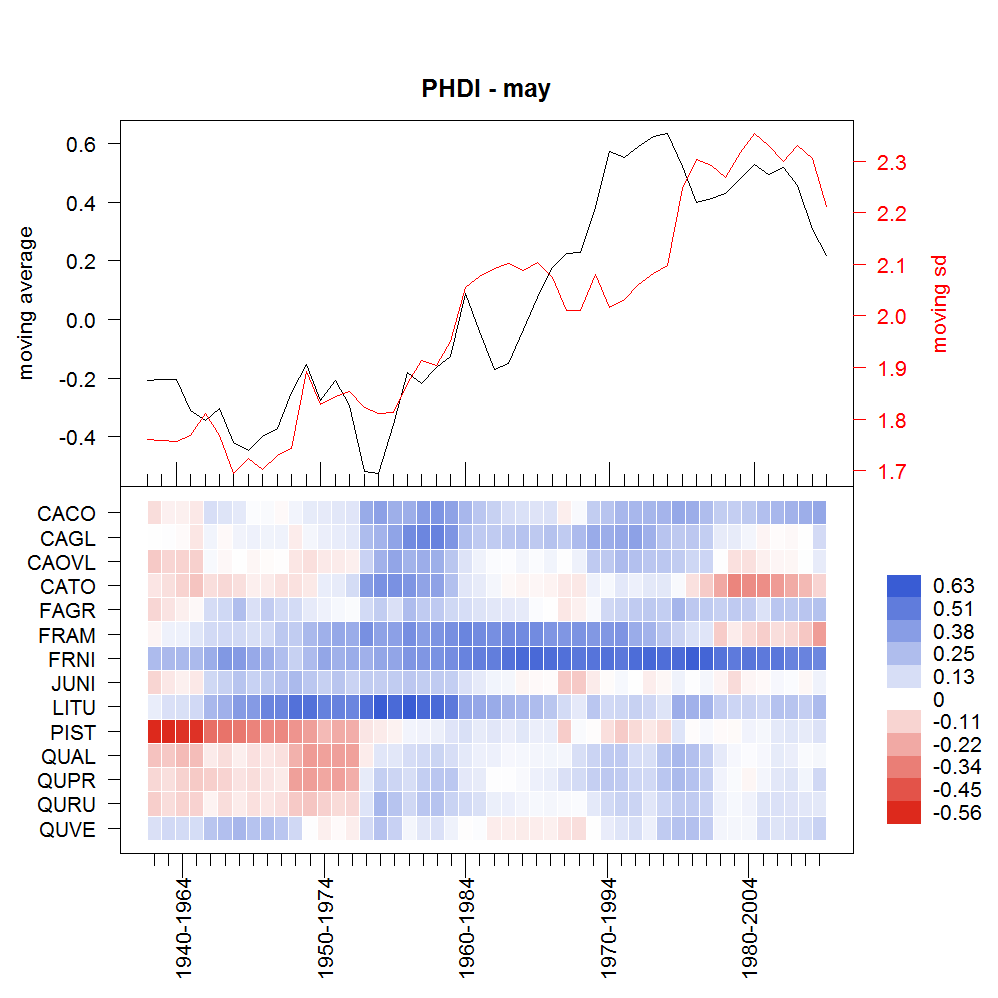 PHDI - may
0.6
0.4
0.2
0.0
-0.2
-0.4
moving average
2.3
2.2
2.1
2.0
1.9
1.8
1.7
moving sd
CACO
CAGL
CAOVL
CATO
FAGR
FRAM
FRNI
JUNI
LITU
PIST
QUAL
QUPR
QURU
QUVE
0.63
0.51
0.38
0.25
0.13
0
-0.11
-0.22
-0.34
-0.45
-0.56
1940-1964
1950-1974
1960-1984
1970-1994
1980-2004